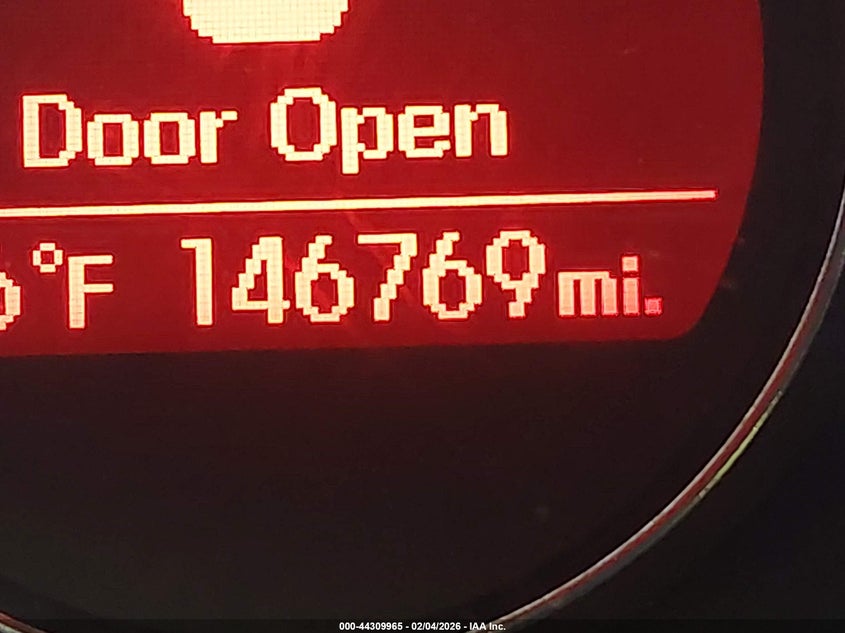 Door Open
°F 146769 mi.
000-44309965 - 02/04/2026 - IAA Inc.